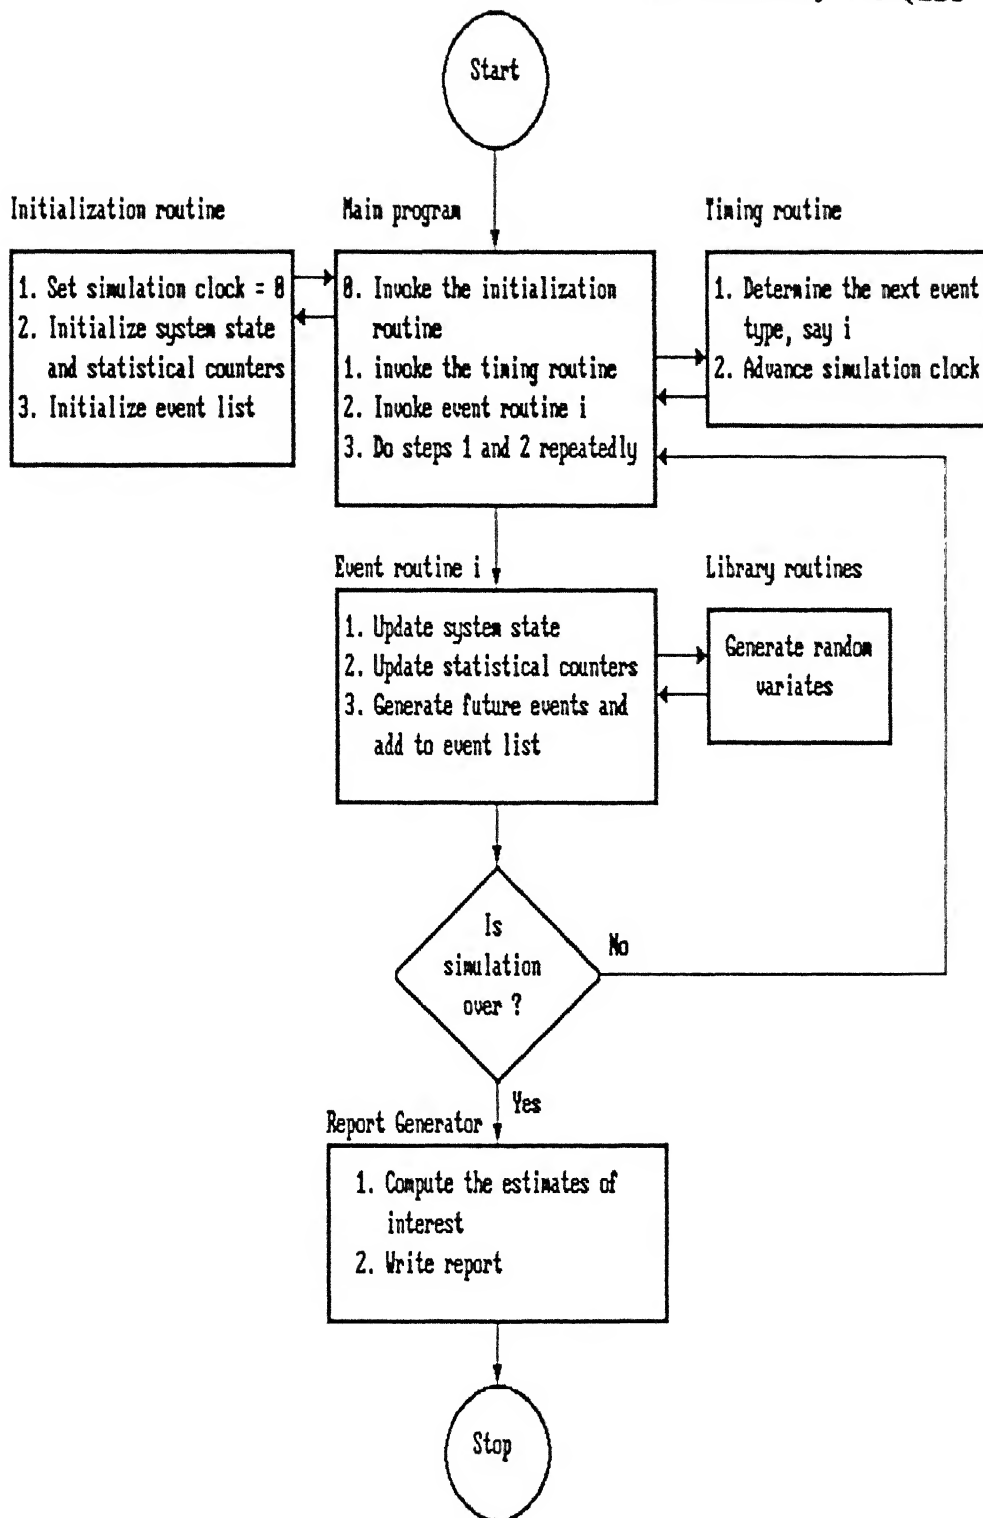 Start
Initialization routine
1. Set simulation clock = 0
2. Initialize system state
and statistical counters
3. Initialize event list
Main program
0. Invoke the initialization
routine
1. invoke the timing routine
2. Invoke event routine i
3. Do steps 1 and 2 repeatedly
Timing routine
1. Determine the next event
type, say i
2. Advance simulation clock
Event routine i
1. Update system state
2. Update statistical counters
3. Generate future events and
add to event list
Library routines
Generate random
variates
Is
simulation
over ?
No
Yes
Report Generator
1. Compute the estimates of
interest
2. Write report
Stop